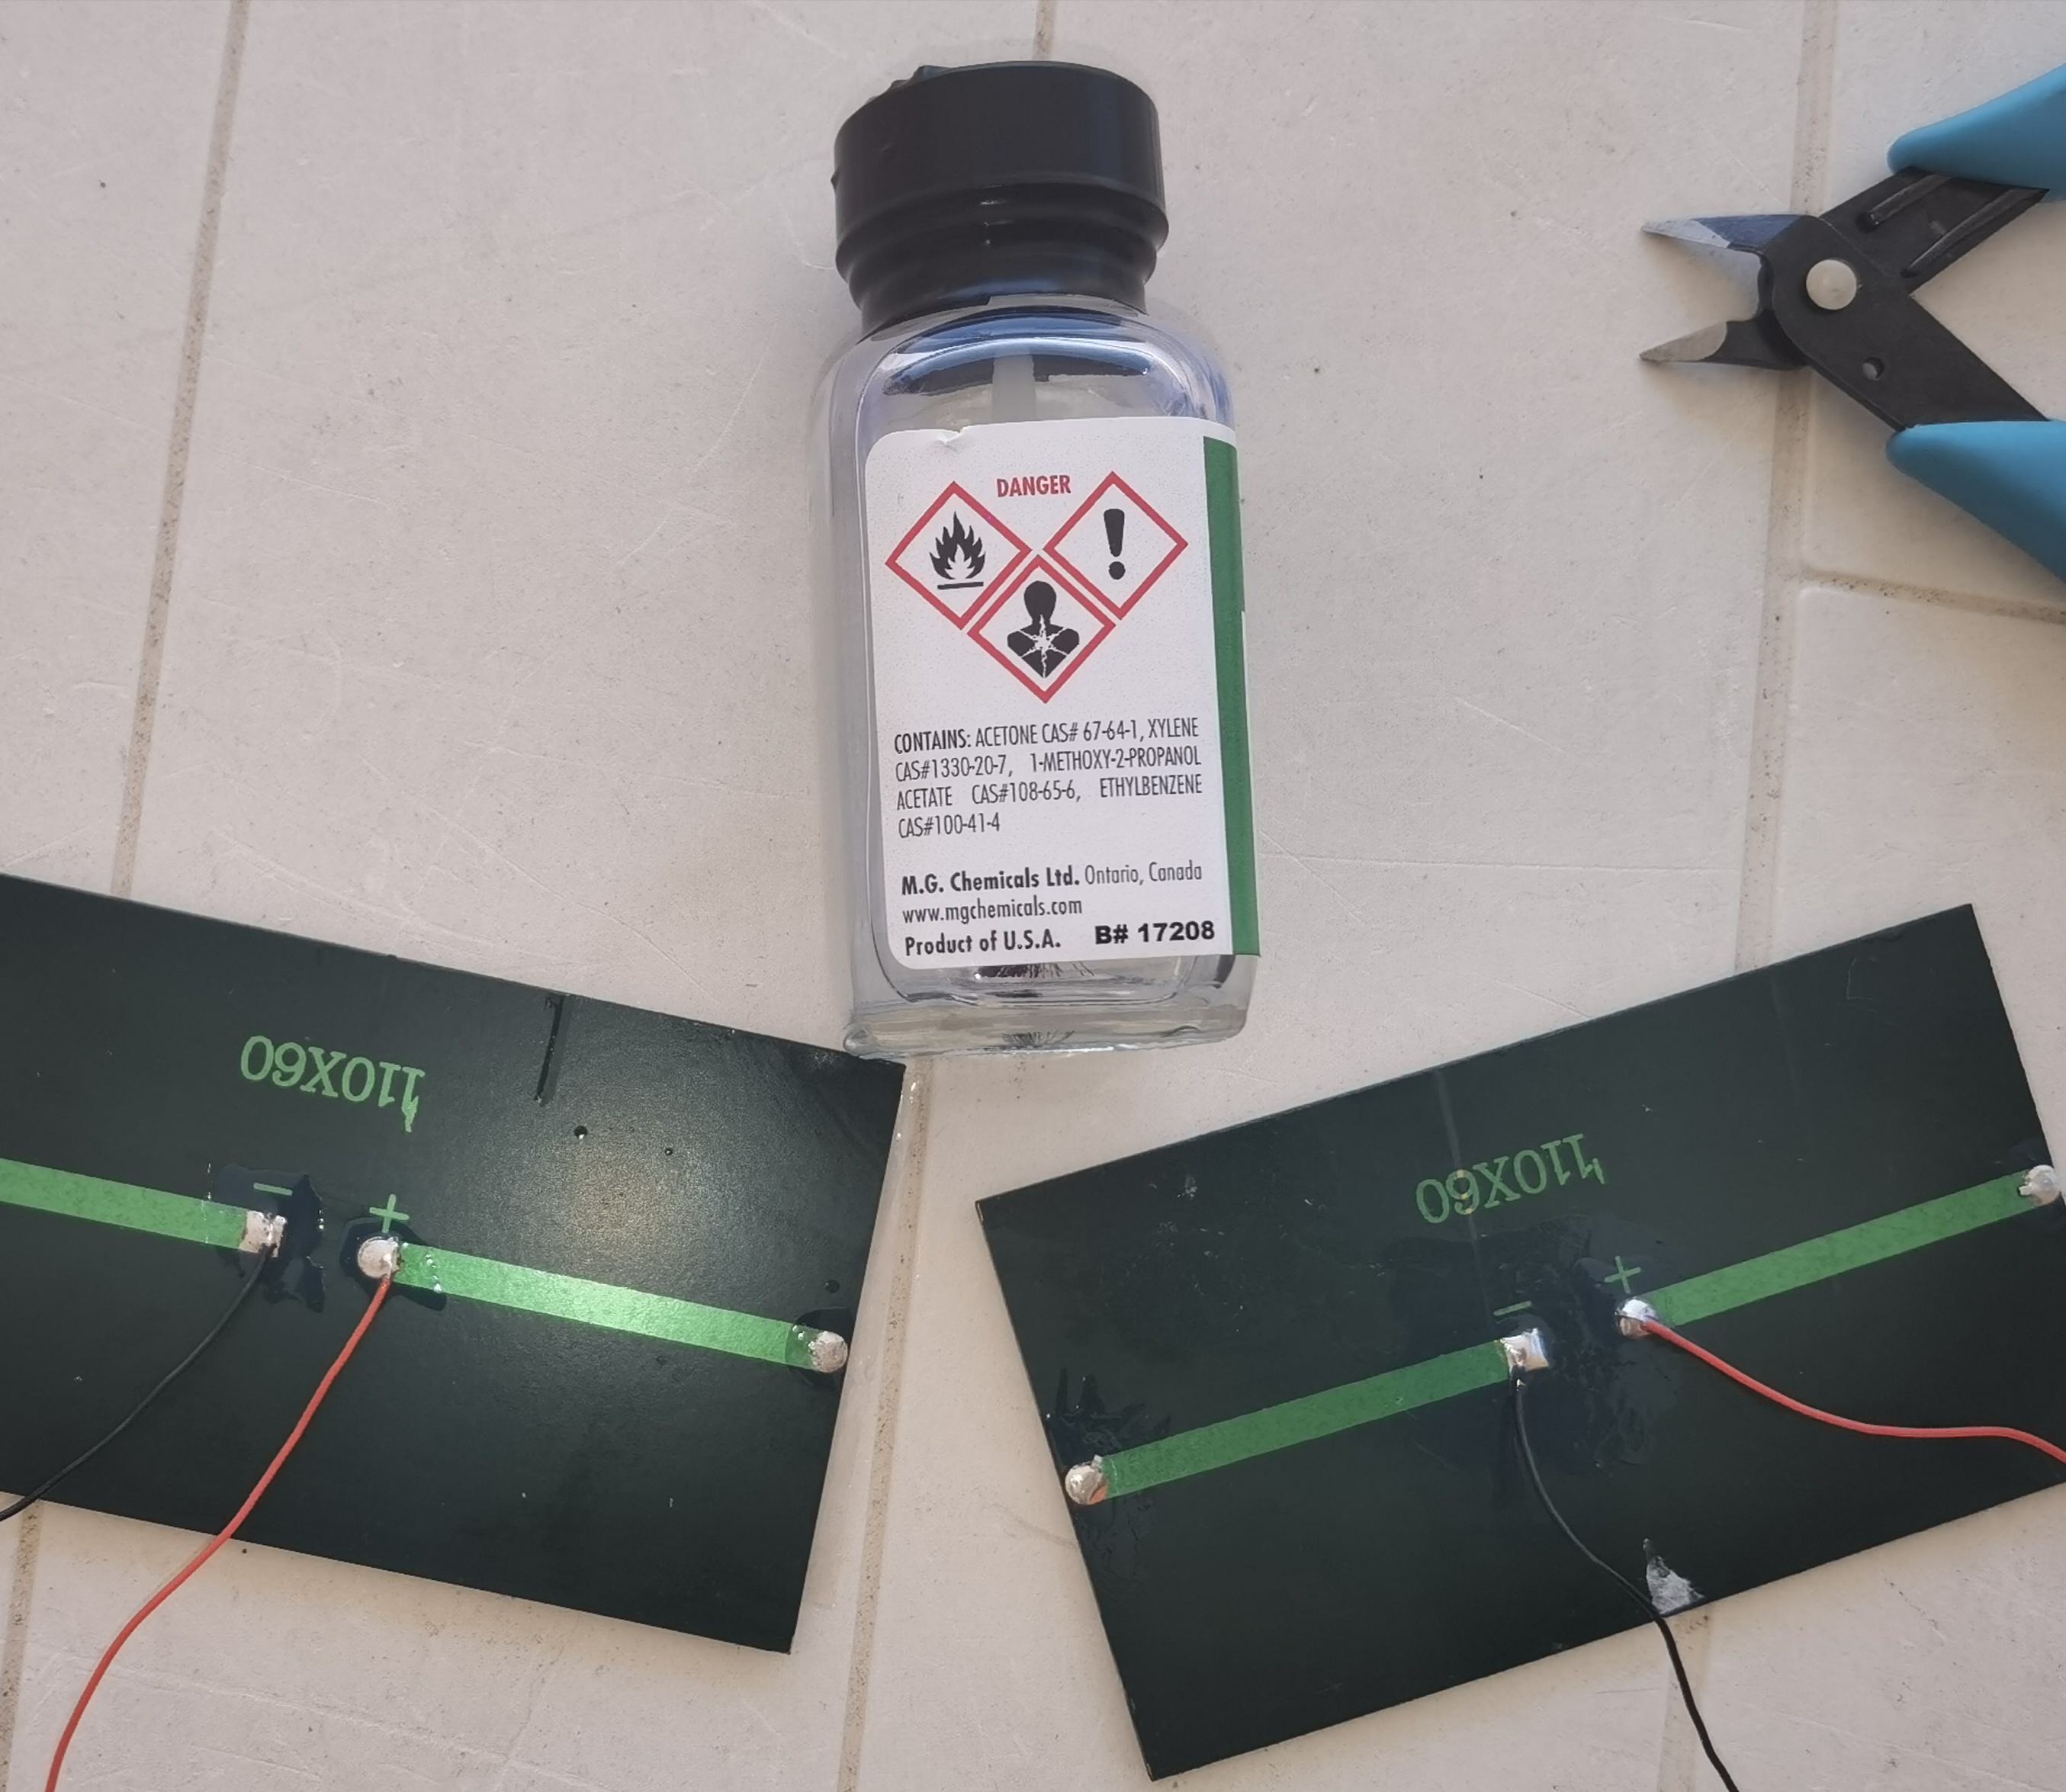 DANGER
CONTAINS: ACETONE CAS# 67-64-1, XYLENE
CAS#1330-20-7, 1-METHOXY-2-PROPANOL
ACETATE CAS#108-65-6, ETHYLBENZENE
CAS#100-41-4
M.G. Chemicals Ltd. Ontario, Canada
www.mgchemicals.com
Product of U.S.A. B# 17208
110X60
- +
110X60
- +